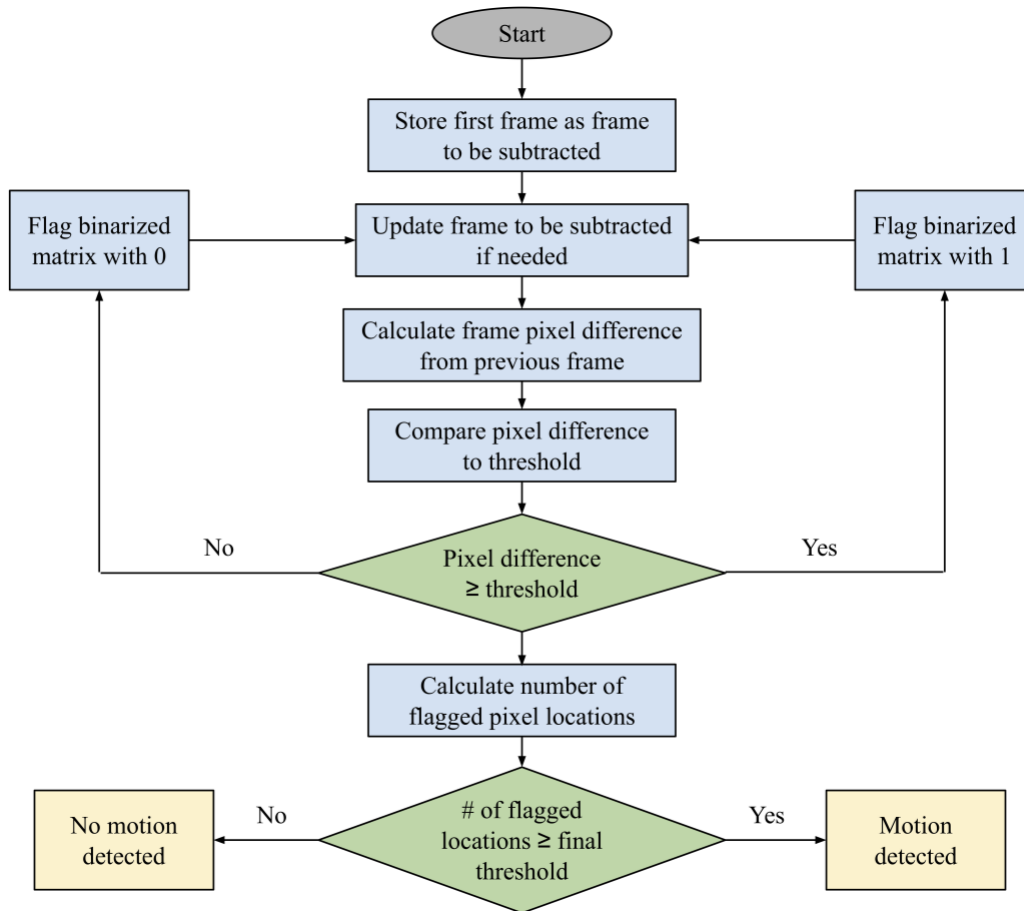 Start
Store first frame as frame
to be subtracted
Flag binarized
matrix with 0
Update frame to be subtracted
if needed
Flag binarized
matrix with 1
Calculate frame pixel difference
from previous frame
Compare pixel difference
to threshold
No
Pixel difference
≥ threshold
Yes
Calculate number of
flagged pixel locations
No motion
detected
No
# of flagged
locations ≥ final
threshold
Yes
Motion
detected